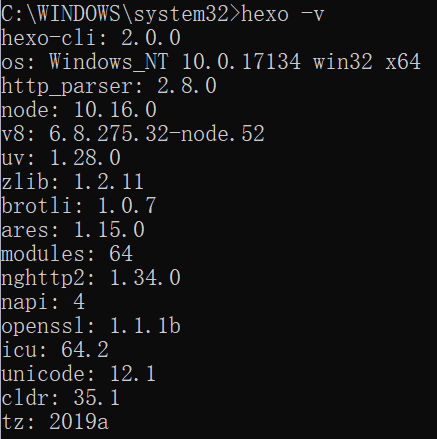 C:\WINDOWS\system32>hexo -v
hexo-cli: 2.0.0
os: Windows_NT 10.0.17134 win32 x64
http_parser: 2.8.0
node: 10.16.0
v8: 6.8.275.32-node.52
uv: 1.28.0
zlib: 1.2.11
brotli: 1.0.7
ares: 1.15.0
modules: 64
nghttp2: 1.34.0
napi: 4
openssl: 1.1.1b
icu: 64.2
unicode: 12.1
cldr: 35.1
tz: 2019a